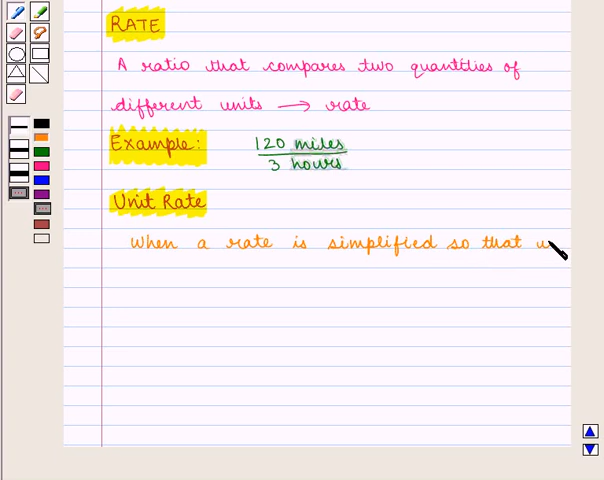 RATE
A ratio that compares two quantities of
different units → rate
Example: 120 miles
3 hours
Unit Rate
When a rate is simplified so that